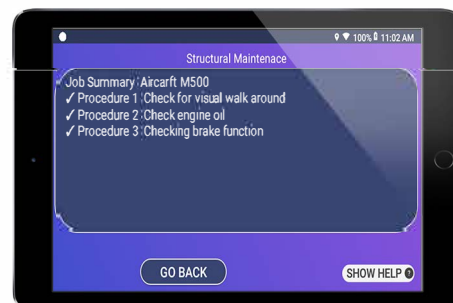 100% 11:02 AM
Structural Maintenace
Job Summary Aircarft M500
✓ Procedure 1 Check for visual walk around
✓ Procedure 2 Check engine oil
✓ Procedure 3 Checking brake function
GO BACK
SHOW HELP ?